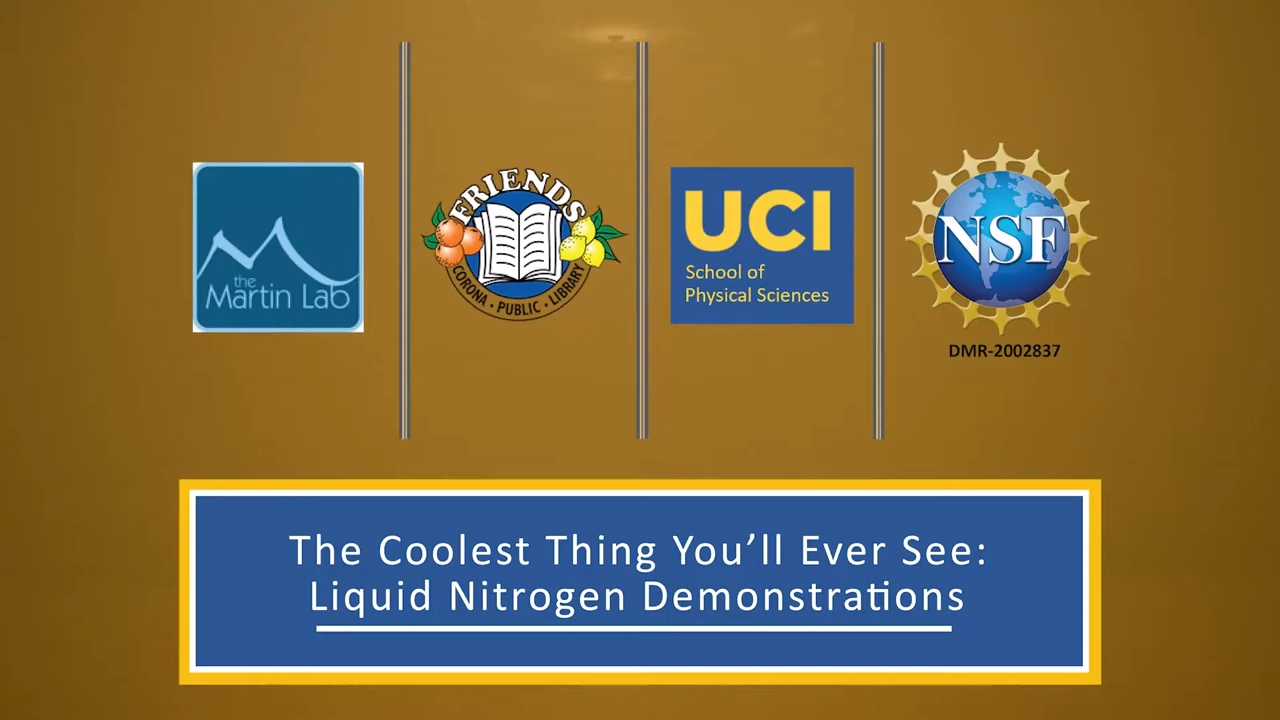 the
Martin Lab
FRIENDS
CORONA • PUBLIC • LIBRARY
UCI
School of
Physical Sciences
NSF
DMR-2002837
The Coolest Thing You’ll Ever See:
Liquid Nitrogen Demonstrations